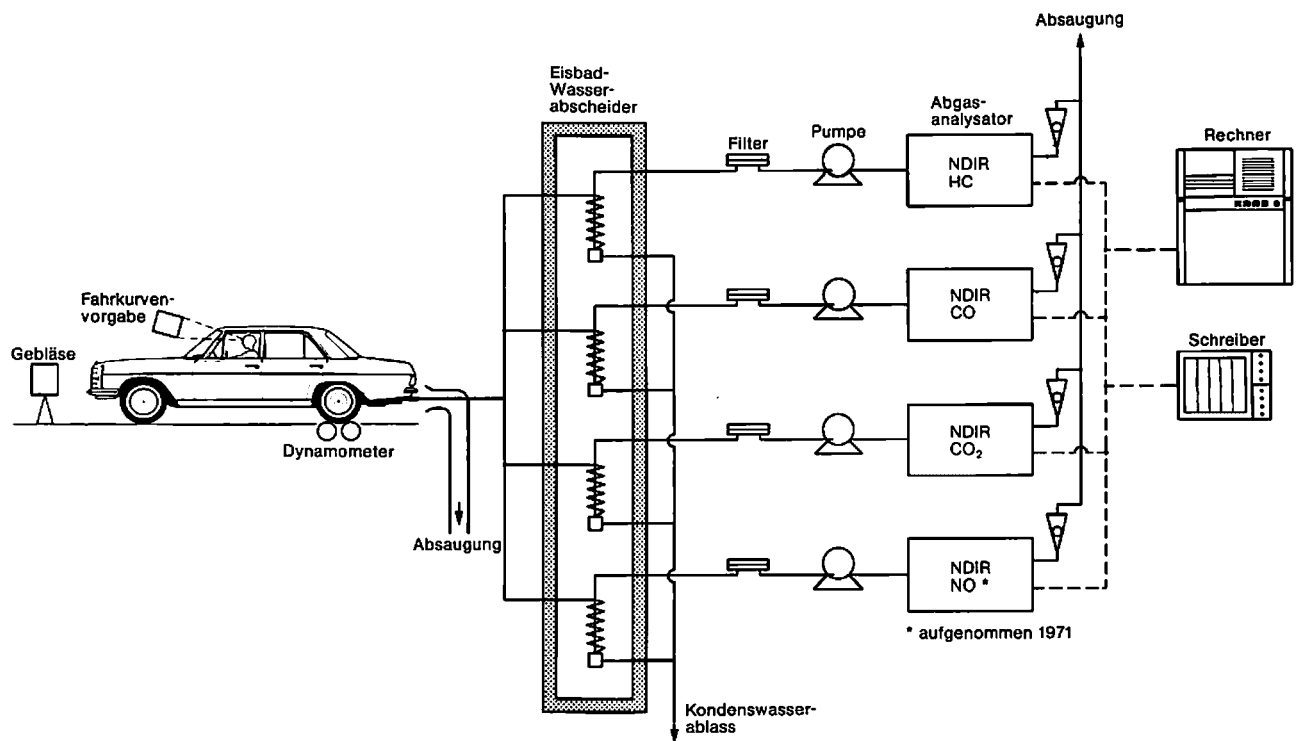 Absaugung
Eisbad-
Wasser-
abscheider
Filter
Pumpe
Abgas-
analysator
Rechner
NDIR
HC
Fahrkurven-
vorgabe
Gebläse
NDIR
CO
Schreiber
Dynamometer
NDIR
CO₂
Absaugung
NDIR
NO *
* aufgenommen 1971
Kondenswasser-
ablass